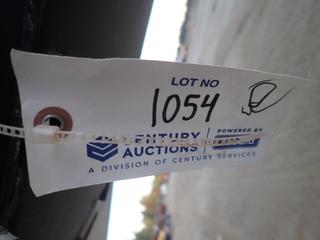 LOT NO
1054
CENTURY
AUCTIONS
POWERED BY
A DIVISION OF CENTURY SERVICES